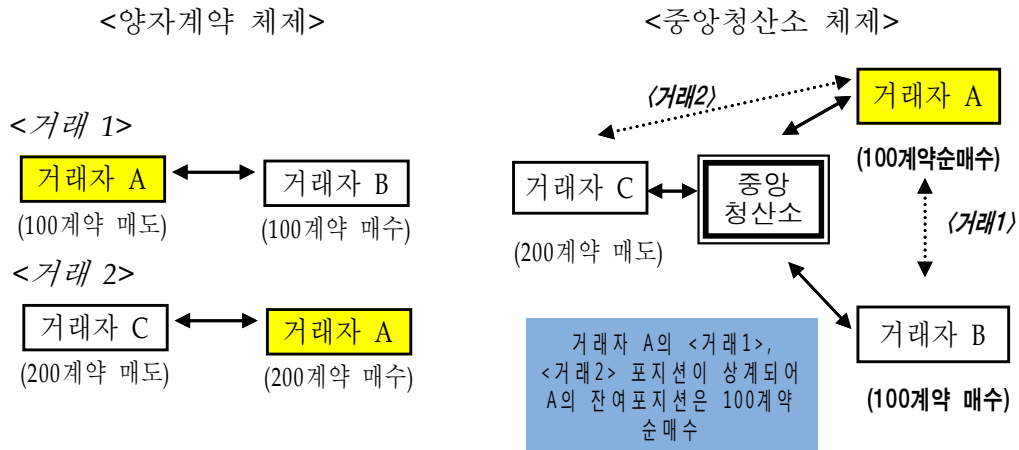 <양자계약 체제>
<거래 1>
거래자 A
거래자 B
(100계약 매도)
(100계약 매수)
<거래 2>
거래자 C
거래자 A
(200계약 매도)
(200계약 매수)
<중앙청산소 체제>
<거래2>
거래자 A
(100계약순매수)
거래자 C
중앙
청산소
(200계약 매도)
<거래1>
거래자 B
(100계약 매수)
거래자 A의 <거래1>,
<거래2> 포지션이 상계되어
A의 잔여포지션은 100계약
순매수